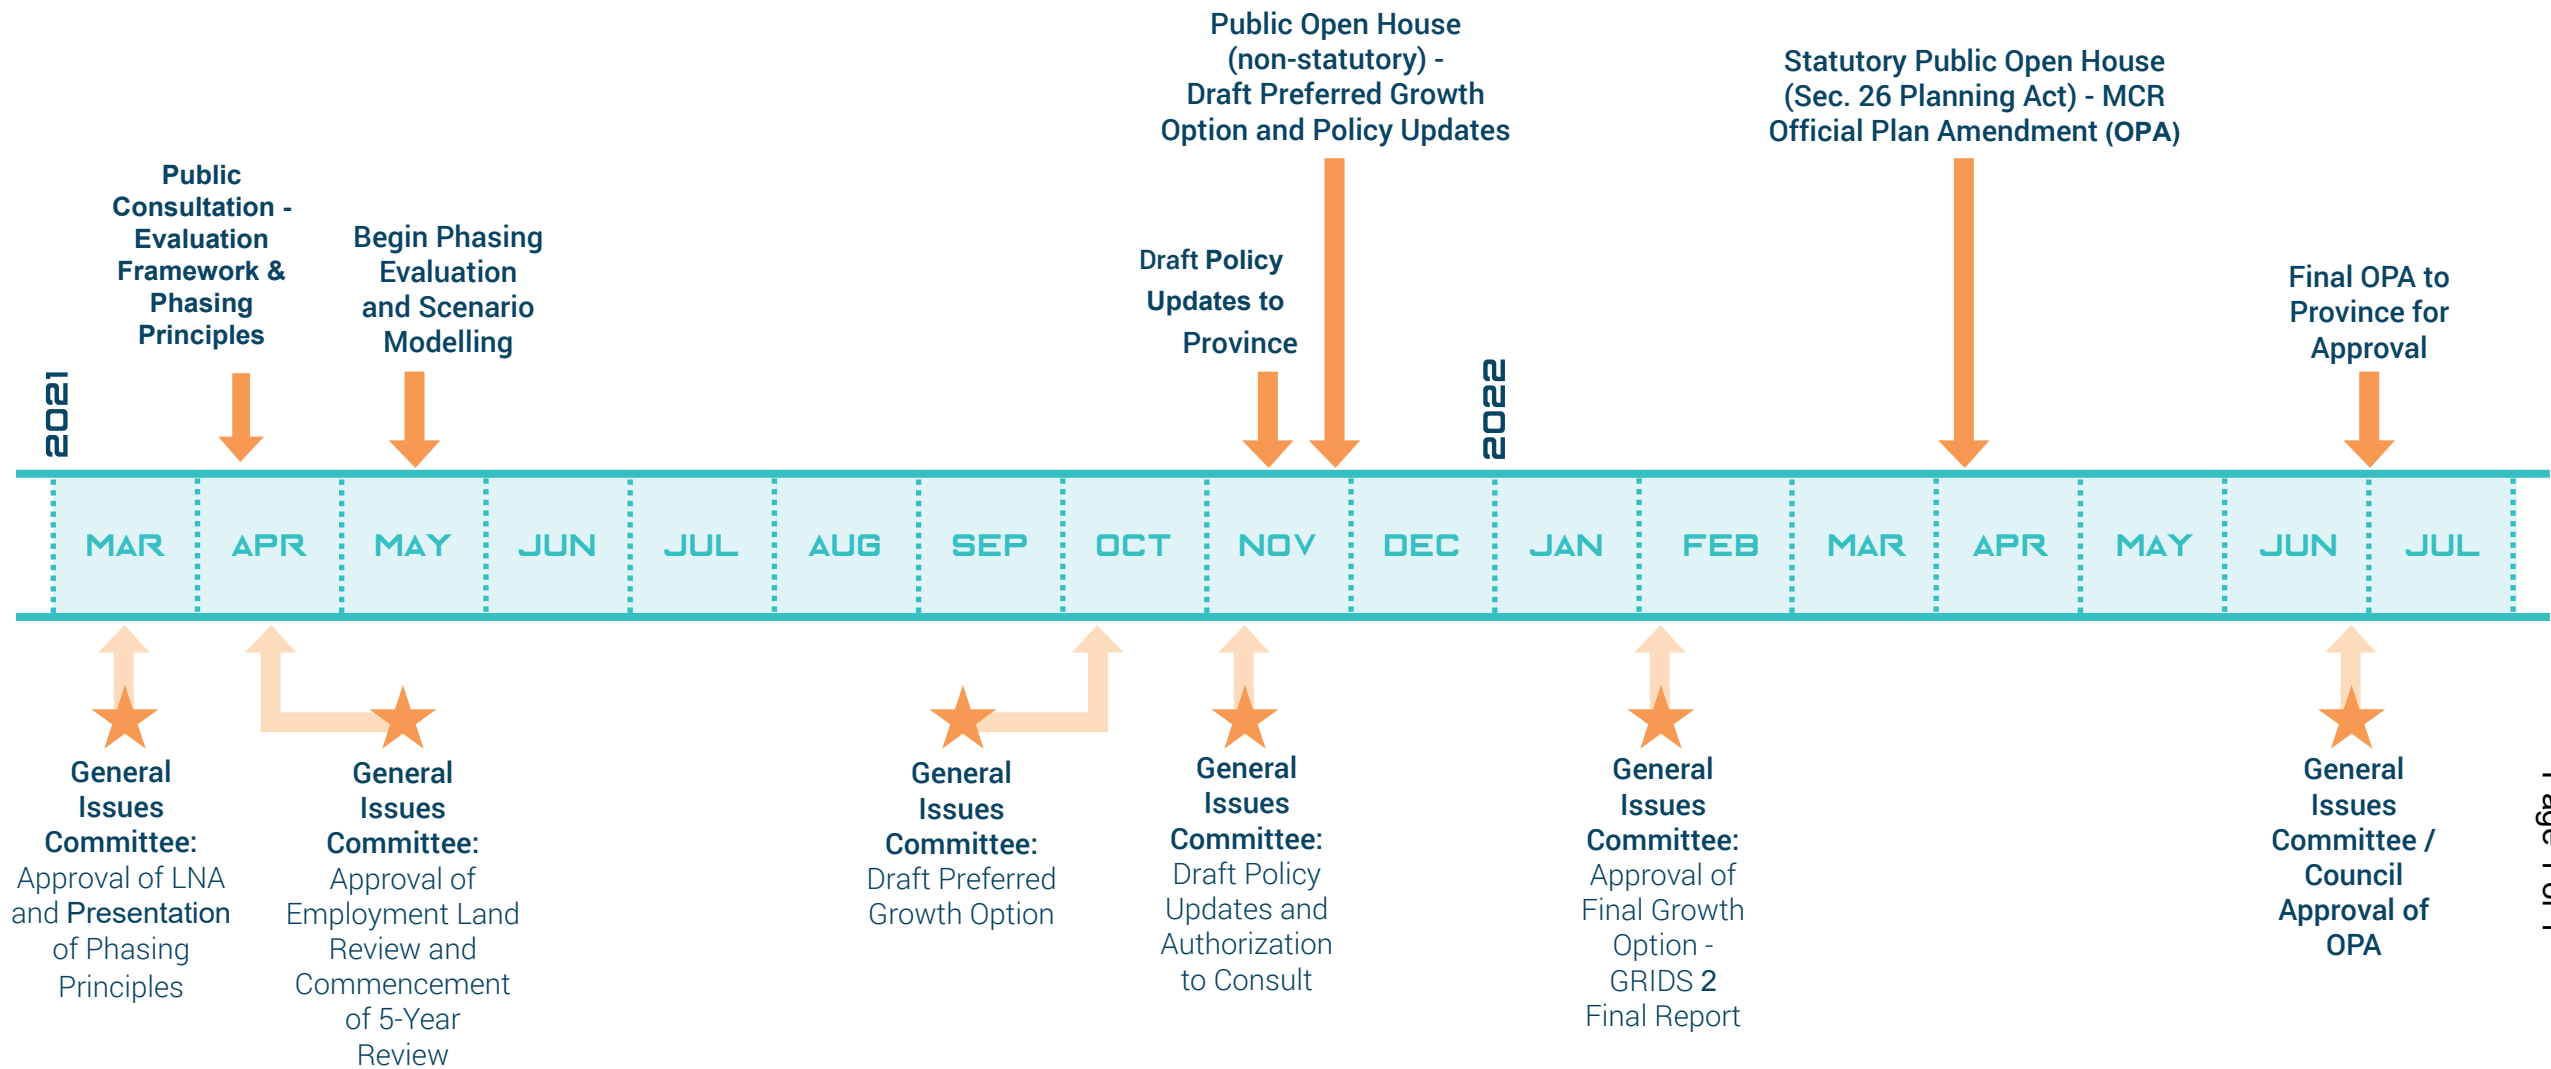 Public Open House
(non-statutory) -
Draft Preferred Growth
Option and Policy Updates
Statutory Public Open House
(Sec. 26 Planning Act) - MCR
Official Plan Amendment (OPA)
Public
Consultation -
Evaluation
Framework &
Phasing
Principles
Begin Phasing
Evaluation
and Scenario
Modelling
Draft Policy
Updates to
Province
Final OPA to
Province for
Approval
2021
2022
MAR APR MAY JUN JUL AUG SEP OCT NOV DEC JAN FEB MAR APR MAY JUN JUL
General
Issues
Committee:
Approval of LNA
and Presentation
of Phasing
Principles
General
Issues
Committee:
Approval of
Employment Land
Review and
Commencement
of 5-Year
Review
General
Issues
Committee:
Draft Preferred
Growth Option
General
Issues
Committee:
Draft Policy
Updates and
Authorization
to Consult
General
Issues
Committee:
Approval of
Final Growth
Option -
GRIDS 2
Final Report
General
Issues
Committee /
Council
Approval of
OPA